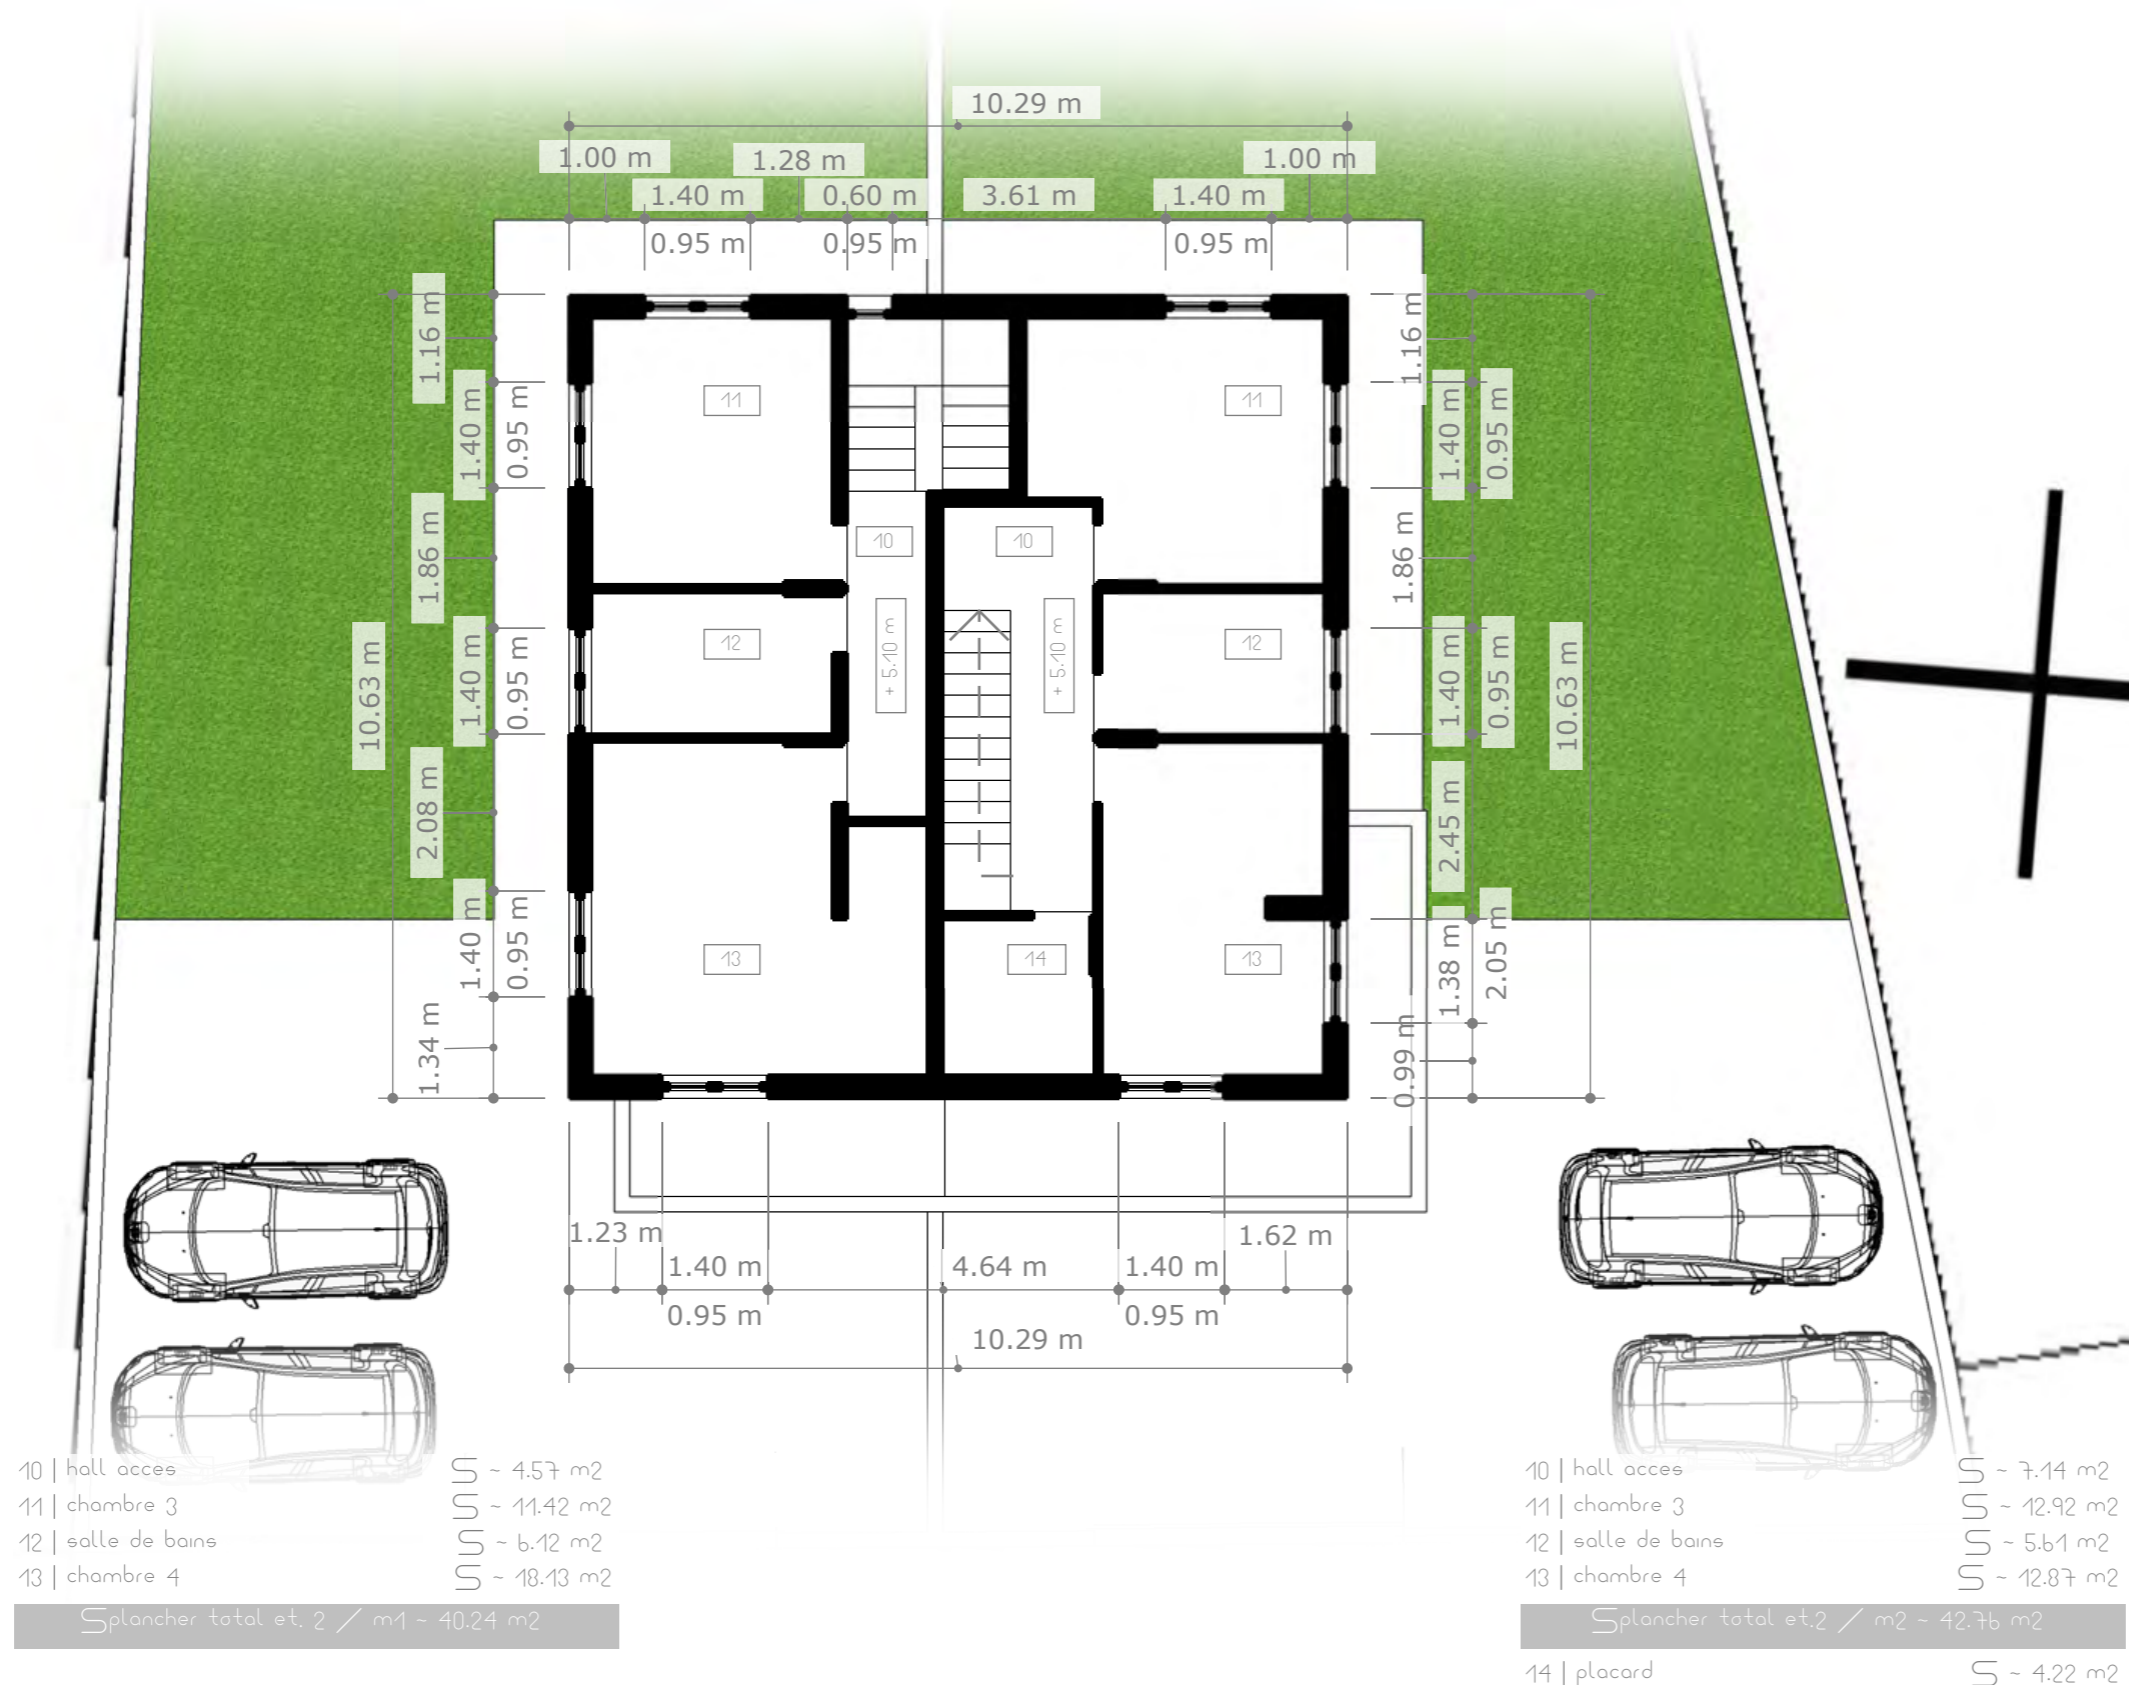 10.29 m
1.00 m
1.28 m
1.00 m
1.40 m
0.60 m
3.61 m
1.40 m
0.95 m
0.95 m
0.95 m
1.16 m
1.40 m
0.95 m
1.86 m
10.63 m
1.40 m
0.95 m
2.08 m
1.40 m
0.95 m
1.34 m
11
11
10
10
12
+ 5.10 m
+ 5.10 m
12
13
14
13
1.16 m
1.40 m
0.95 m
1.86 m
1.40 m
0.95 m
10.63 m
2.45 m
1.38 m
2.05 m
0.99 m
1.23 m
1.40 m
4.64 m
1.40 m
1.62 m
0.95 m
0.95 m
10.29 m
10 | hall acces S ~ 4.57 m2
11 | chambre 3 S ~ 11.42 m2
12 | salle de bains S ~ 6.12 m2
13 | chambre 4 S ~ 18.13 m2
Splancher total et. 2 / m1 ~ 40.24 m2
10 | hall acces S ~ 7.14 m2
11 | chambre 3 S ~ 12.92 m2
12 | salle de bains S ~ 5.61 m2
13 | chambre 4 S ~ 12.87 m2
Splancher total et.2 / m2 ~ 42.76 m2
14 | placard S ~ 4.22 m2